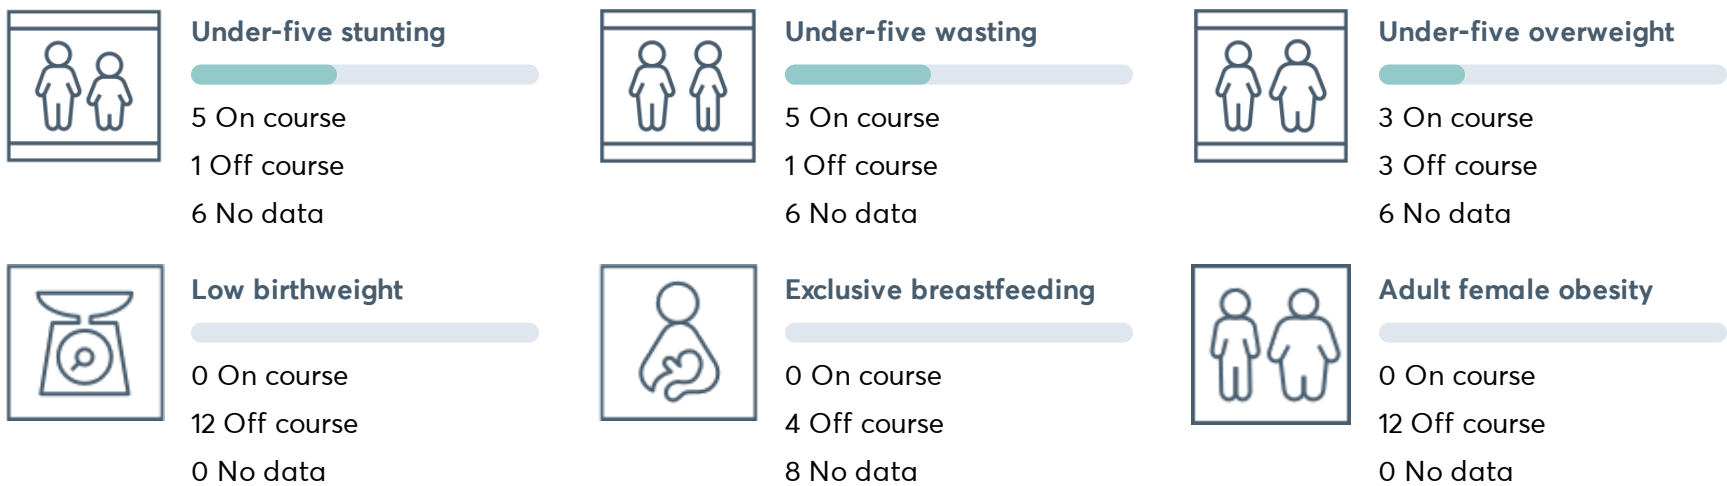 Under-five stunting
5 On course
1 Off course
6 No data
Under-five wasting
5 On course
1 Off course
6 No data
Under-five overweight
3 On course
3 Off course
6 No data
Low birthweight
0 On course
12 Off course
0 No data
Exclusive breastfeeding
0 On course
4 Off course
8 No data
Adult female obesity
0 On course
12 Off course
0 No data